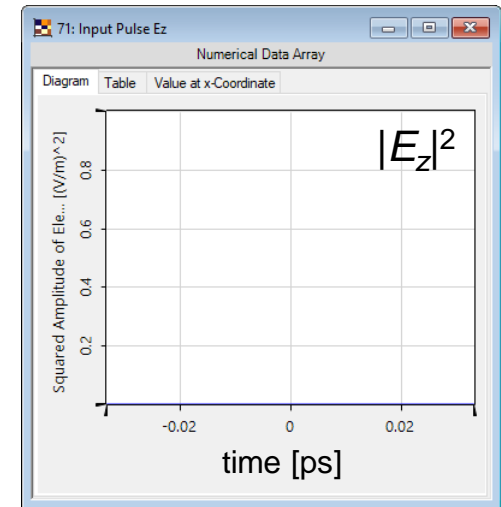 71: Input Pulse Ez
Numerical Data Array
Diagram Table Value at x-Coordinate
|E_z|²
Squared Amplitude of Ele... [(V/m)^2]
0.8
0.6
0.4
0.2
-0.02 0 0.02
time [ps]